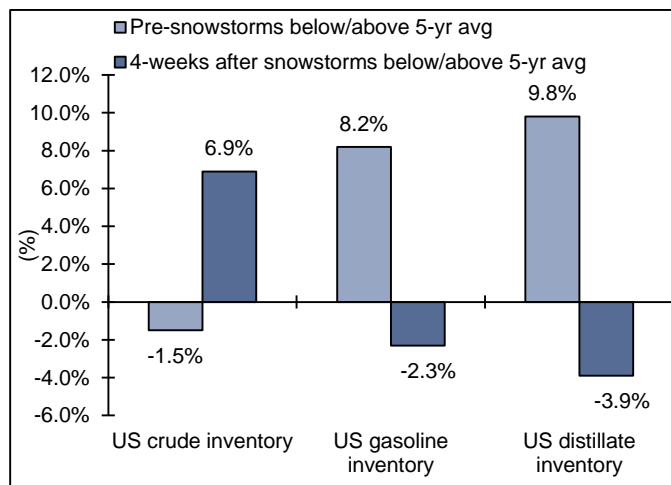 Pre-snowstorms below/above 5-yr avg
4-weeks after snowstorms below/above 5-yr avg
12.0%
10.0%
8.0%
6.0%
4.0%
2.0%
0.0%
-2.0%
-4.0%
-6.0%
(%)
-1.5%
6.9%
8.2%
-2.3%
9.8%
-3.9%
US crude inventory
US gasoline
inventory
US distillate
inventory